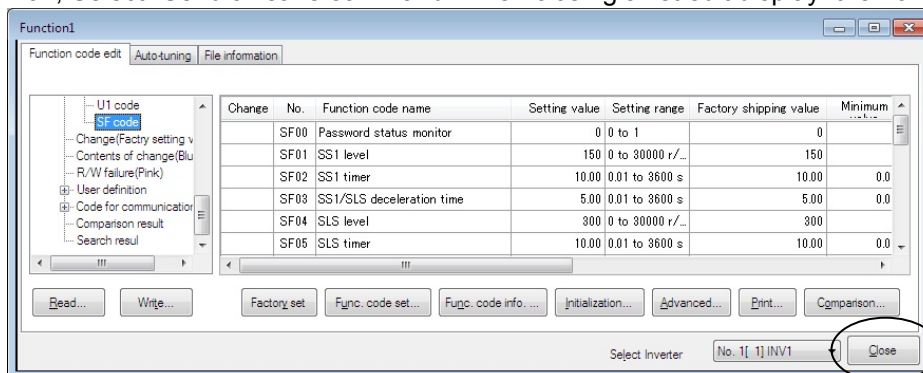 Function1
Function code edit Auto-tuning File information
U1 code
SF code
Change(Factry setting v
Contents of change(Blu
R/W failure(Pink)
User definition
Code for communication
Comparison result
Search resul
Change No. Function code name Setting value Setting range Factory shipping value Minimum
SF00 Password status monitor 0 0 to 1 0
SF01 SS1 level 150 0 to 30000 r/... 150
SF02 SS1 timer 10.00 0.01 to 3600 s 10.00 0.0
SF03 SS1/SLS deceleration time 5.00 0.01 to 3600 s 5.00 0.0
SF04 SLS level 300 0 to 30000 r/... 300
SF05 SLS timer 10.00 0.01 to 3600 s 10.00 0.0
Read... Write... Factory set Func. code set... Func. code info. ... Initialization... Advanced... Print... Comparison...
Select Inverter No. 1[ 1] INV1 Close